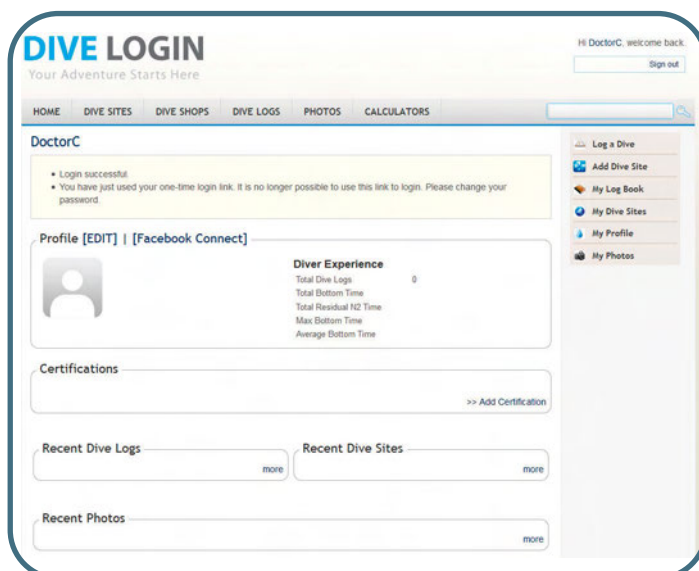 DIVE LOGIN
Your Adventure Starts Here
Hi DoctorC, welcome back.
Sign out
HOME DIVE SITES DIVE SHOPS DIVE LOGS PHOTOS CALCULATORS
DoctorC
Login successful
You have just used your one-time login link. It is no longer possible to use this link to login. Please change your
password.
Profile [EDIT] | [Facebook Connect]
Diver Experience
Total Dive Logs 0
Total Bottom Time
Total Residual N2 Time
Max Bottom Time
Average Bottom Time
Certifications
>> Add Certification
Recent Dive Logs
more
Recent Dive Sites
more
Recent Photos
more
Log a Dive
Add Dive Site
My Log Book
My Dive Sites
My Profile
My Photos